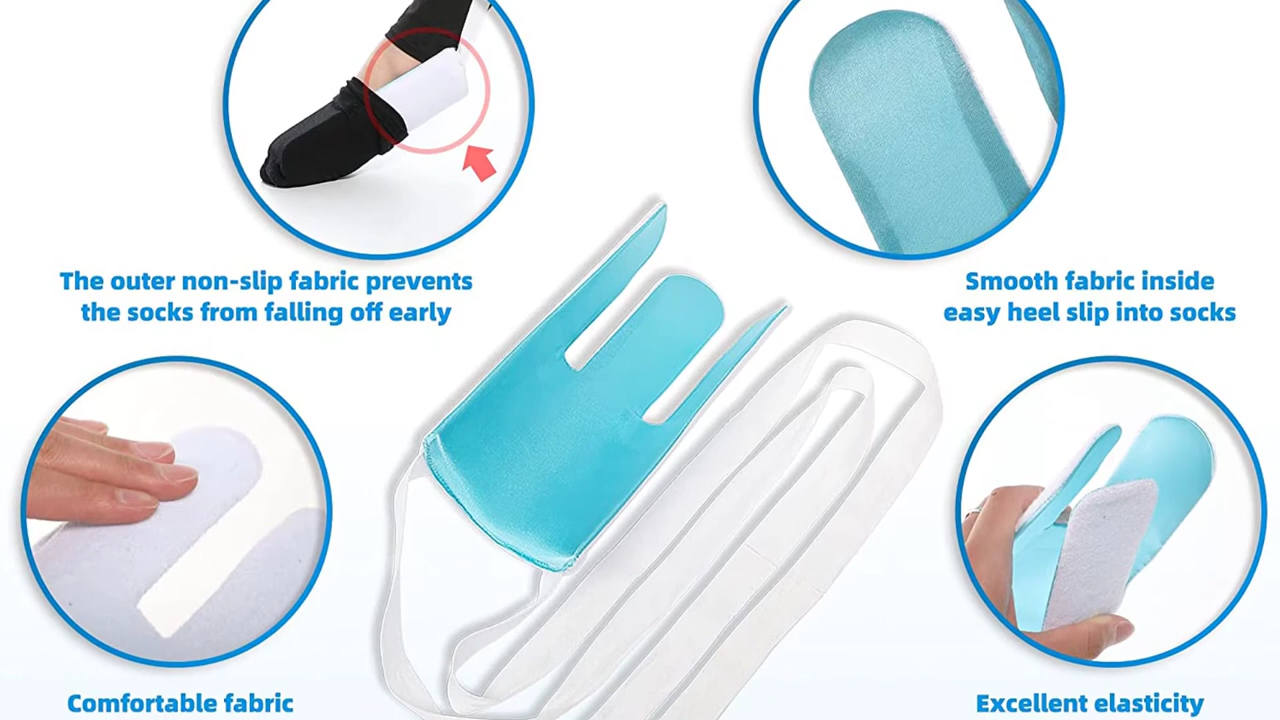 The outer non-slip fabric prevents
the socks from falling off early
Smooth fabric inside
easy heel slip into socks
Comfortable fabric
Excellent elasticity